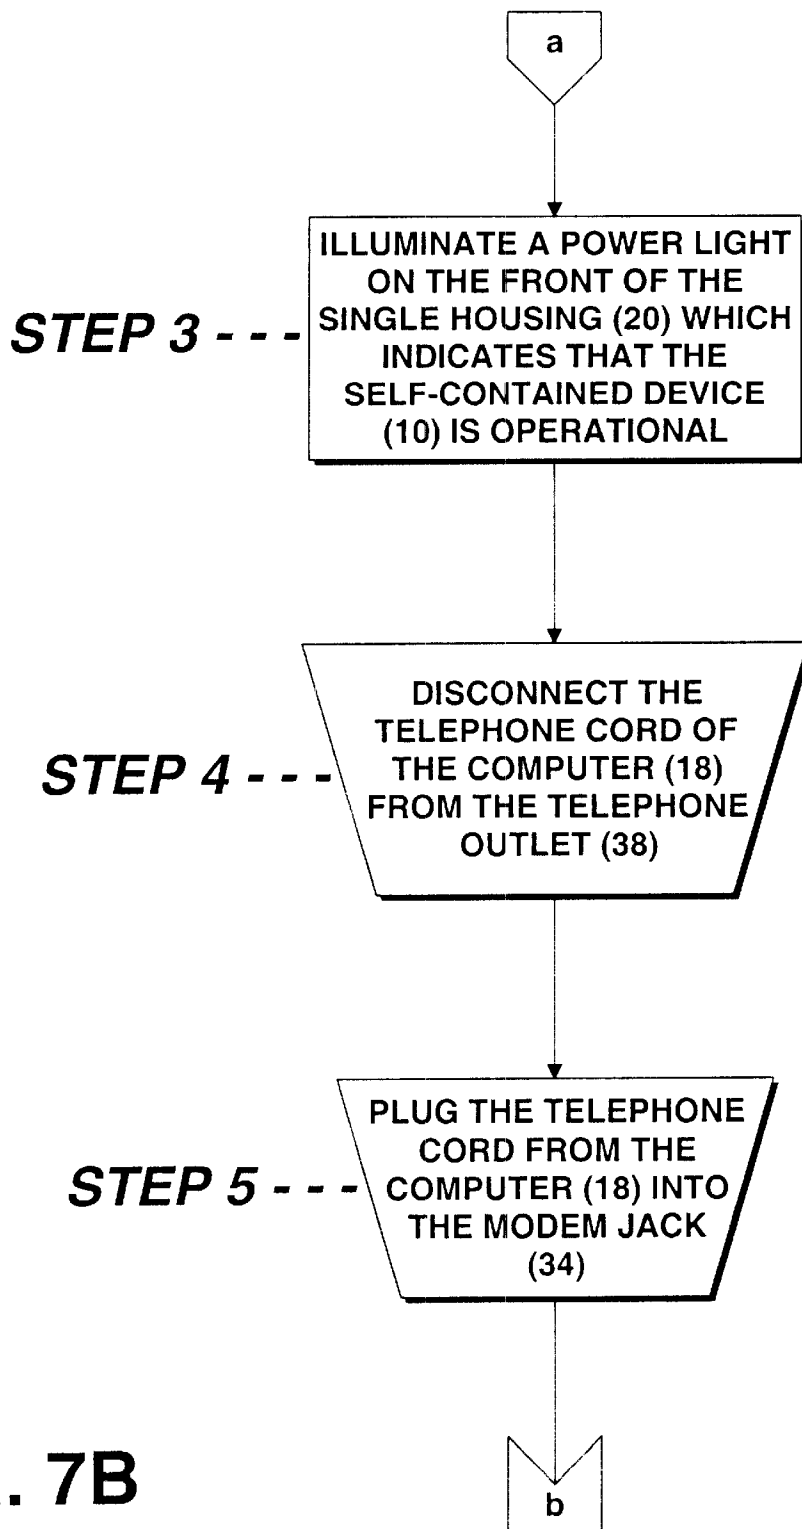 a
ILLUMINATE A POWER LIGHT
ON THE FRONT OF THE
SINGLE HOUSING (20) WHICH
INDICATES THAT THE
SELF-CONTAINED DEVICE
(10) IS OPERATIONAL
STEP 3 - - -
DISCONNECT THE
TELEPHONE CORD OF
THE COMPUTER (18)
FROM THE TELEPHONE
OUTLET (38)
STEP 4 - - -
PLUG THE TELEPHONE
CORD FROM THE
COMPUTER (18) INTO
THE MODEM JACK
(34)
STEP 5 - - -
. 7B
b